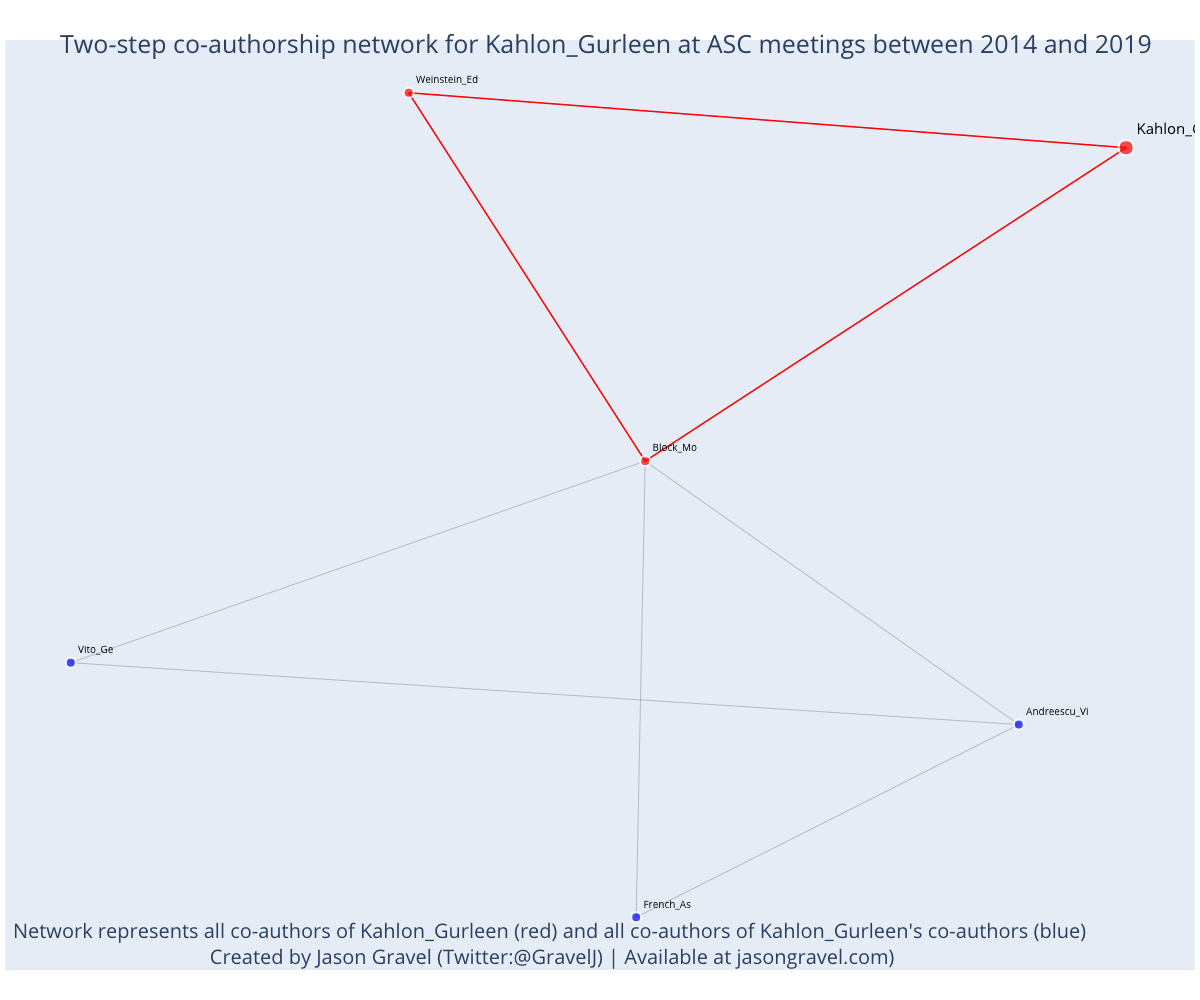 Two-step co-authorship network for Kahlon_Gurleen at ASC meetings between 2014 and 2019
Weinstein_Ed
Kahlon_
Block_Mo
Vito_Ge
Andreescu_Vi
French_As
Network represents all co-authors of Kahlon_Gurleen (red) and all co-authors of Kahlon_Gurleen's co-authors (blue)
Created by Jason Gravel (Twitter:@GravelJ) | Available at jasongravel.com)